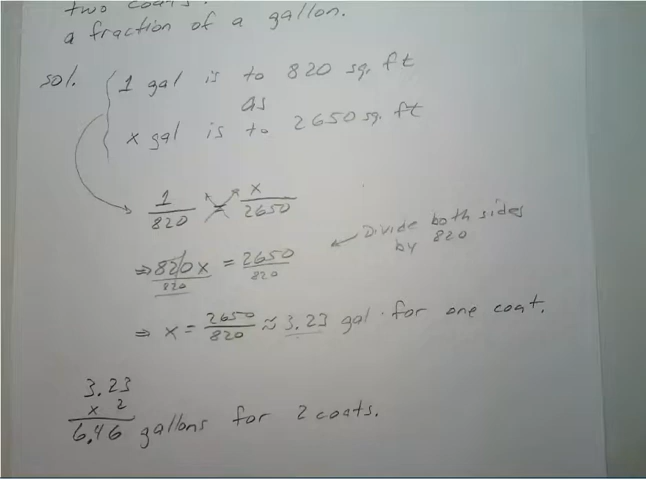 two coats.
a fraction of a gallon.
sol. 1 gal is to 820 sq. ft
as
x gal is to 2650 sq. ft
1/820 = x/2650
⇒ 820x/820 = 2650/820
Divide both sides
by 820
⇒ x = 2650/820 ≈ 3.23 gal. for one coat.
3.23
x 2
6.46 gallons for 2 coats.